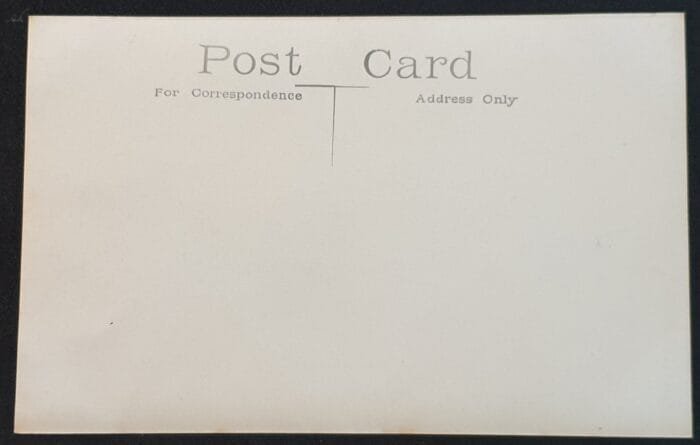 Post Card
For Correspondence Address Only